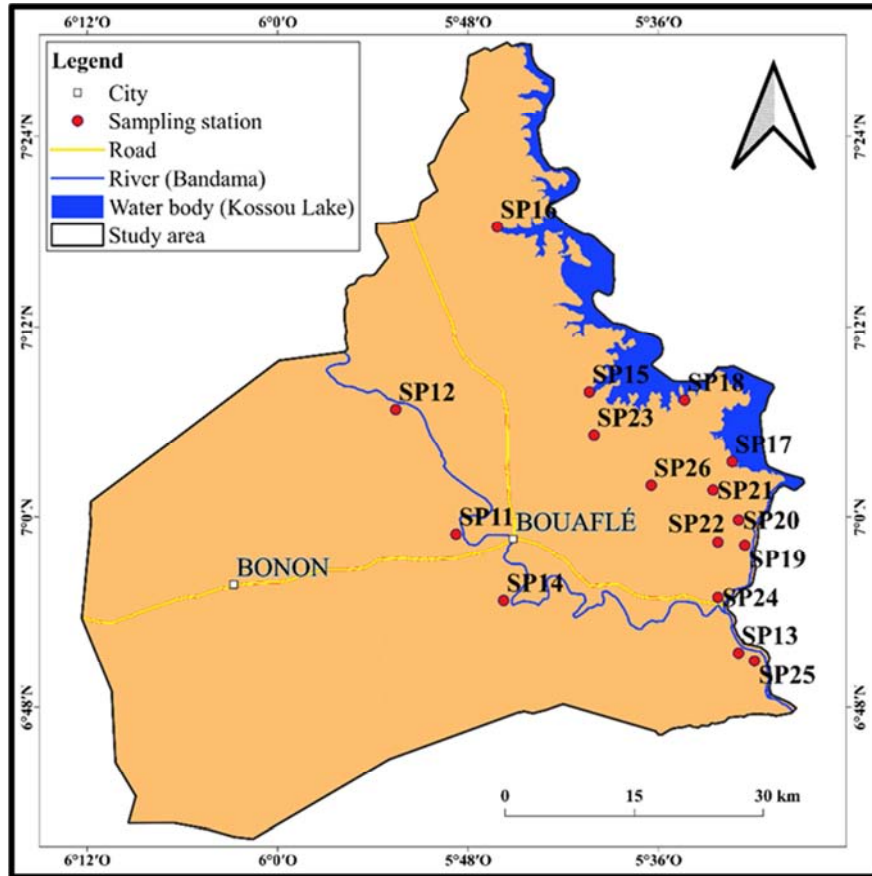 6°12'W 6°0'W 5°48'W 5°36'W
Legend
City
Sampling station
Road
River (Bandama)
Water body (Kossou Lake)
Study area
7°24'N 7°24'N
SP16
7°12'N 7°12'N
SP15
SP18
SP12
SP23
SP17
SP26
SP21
7°0'N 7°0'N
SP20
SP11
BOUAFLÉ
SP22
SP19
BONON
SP14
SP24
SP13
SP25
6°48'N 6°48'N
0 15 30 km
6°12'W 6°0'W 5°48'W 5°36'W